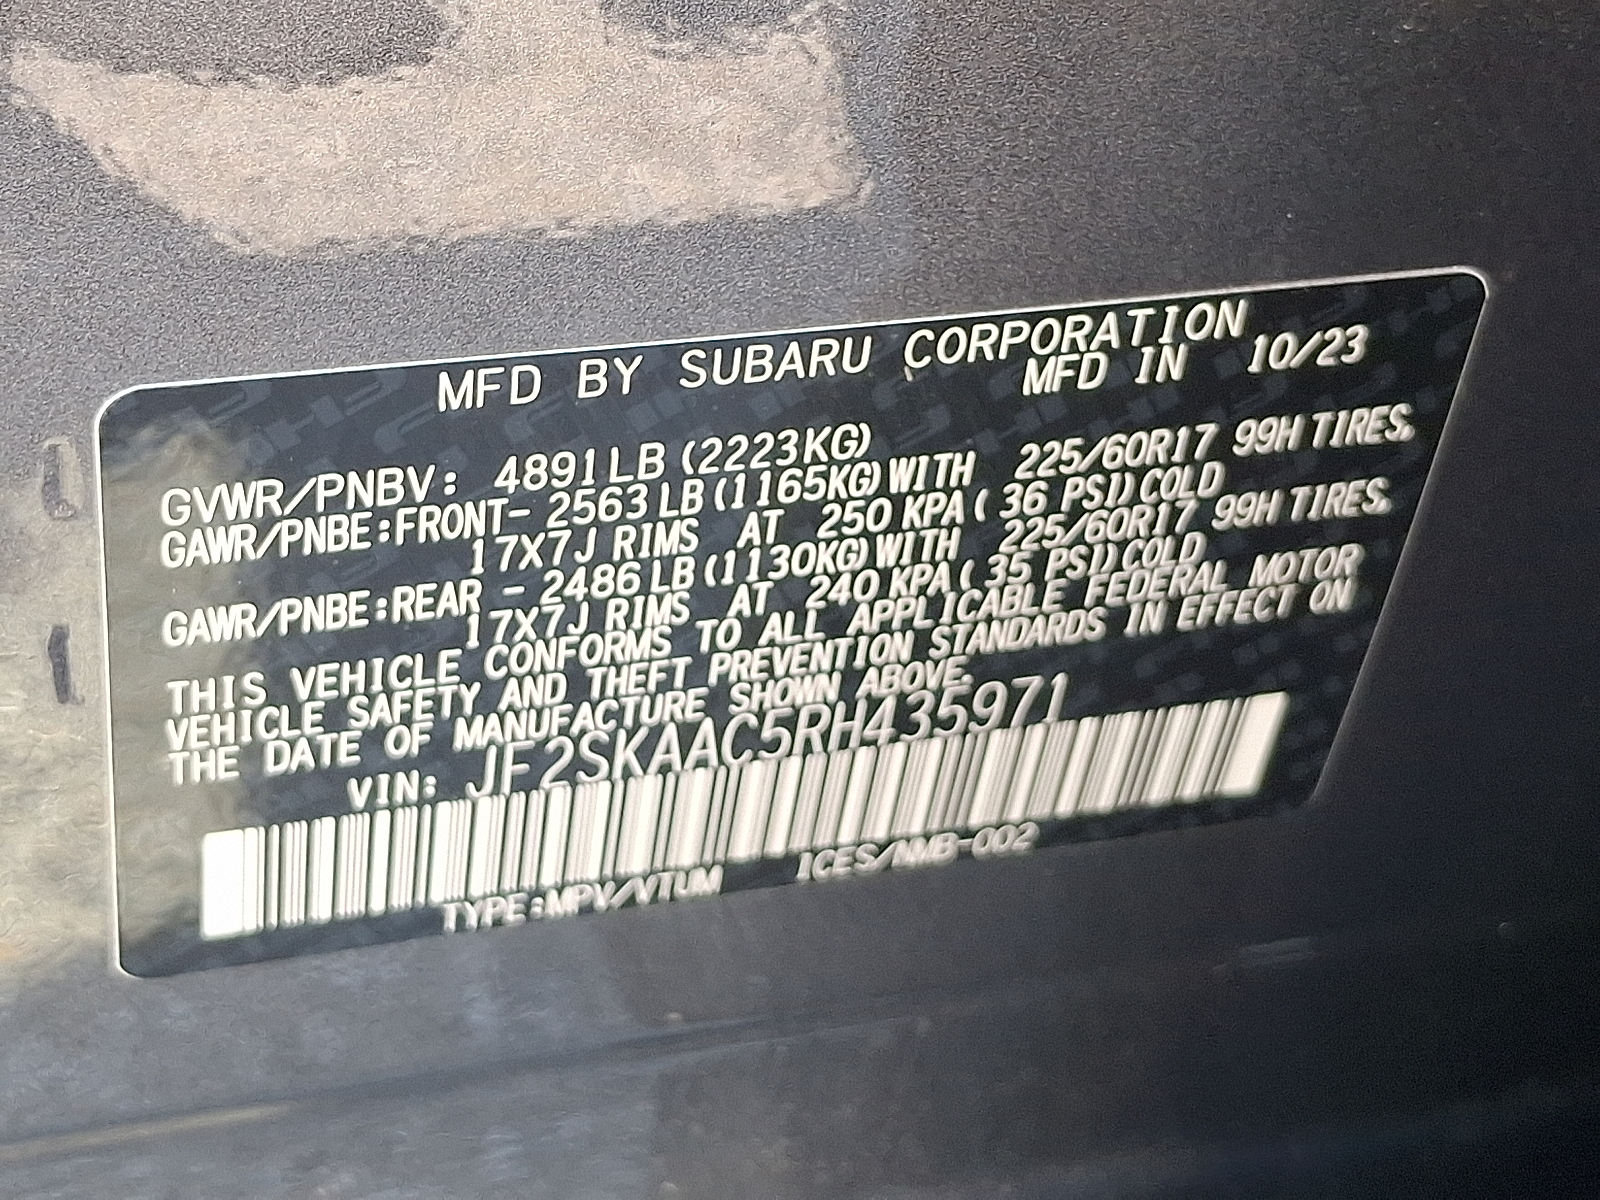 MFD BY SUBARU CORPORATION
MFD IN 10/23
GVWR/PNBV: 4891LB (2223KG)
GAWR/PNBE:FRONT- 2563LB(1165KG)WITH 225/60R17 99H TIRES,
17X7J RIMS AT 250 KPA( 36 PSI)COLD
GAWR/PNBE:REAR - 2486LB(1130KG)WITH 225/60R17 99H TIRES,
17X7J RIMS AT 240 KPA( 35 PSI)COLD
THIS VEHICLE CONFORMS TO ALL APPLICABLE FEDERAL MOTOR
VEHICLE SAFETY AND THEFT PREVENTION STANDARDS IN EFFECT ON
THE DATE OF MANUFACTURE SHOWN ABOVE.
VIN: JF2SKAAC5RH435971
TYPE:MPV/VTUM ICES/NMB-002